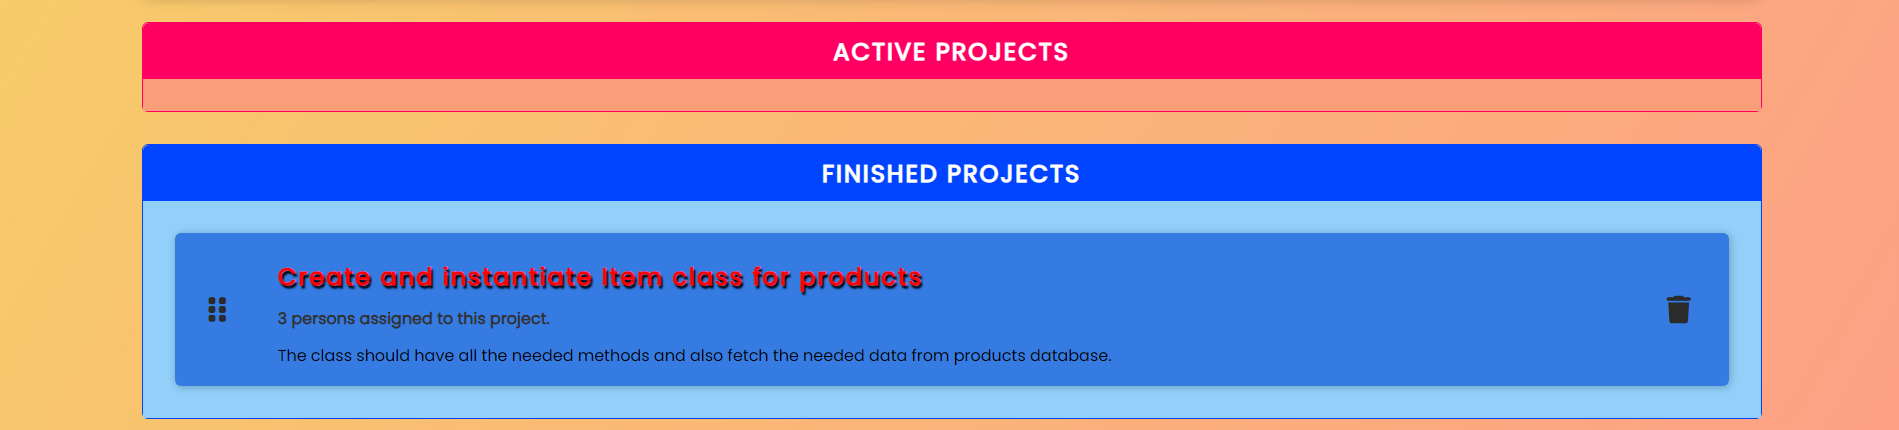 ACTIVE PROJECTS
FINISHED PROJECTS
Create and instantiate Item class for products
3 persons assigned to this project.
The class should have all the needed methods and also fetch the needed data from products database.